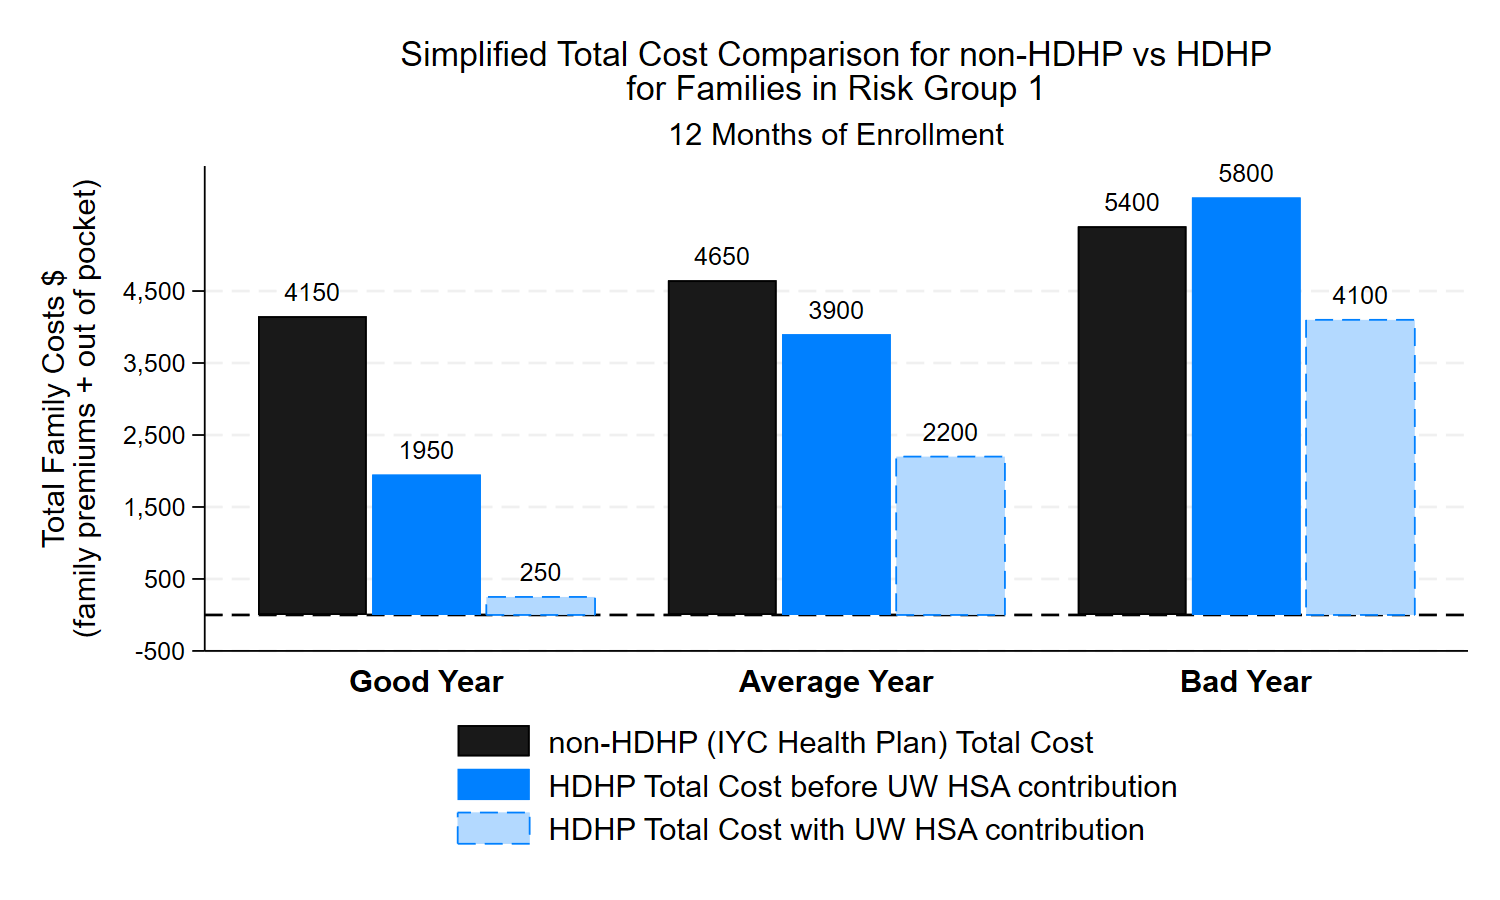 Simplified Total Cost Comparison for non-HDHP vs HDHP
for Families in Risk Group 1
12 Months of Enrollment
Total Family Costs $
(family premiums + out of pocket)
4,500
3,500
2,500
1,500
500
-500
4150
1950
250
4650
3900
2200
5400
5800
4100
Good Year
Average Year
Bad Year
non-HDHP (IYC Health Plan) Total Cost
HDHP Total Cost before UW HSA contribution
HDHP Total Cost with UW HSA contribution